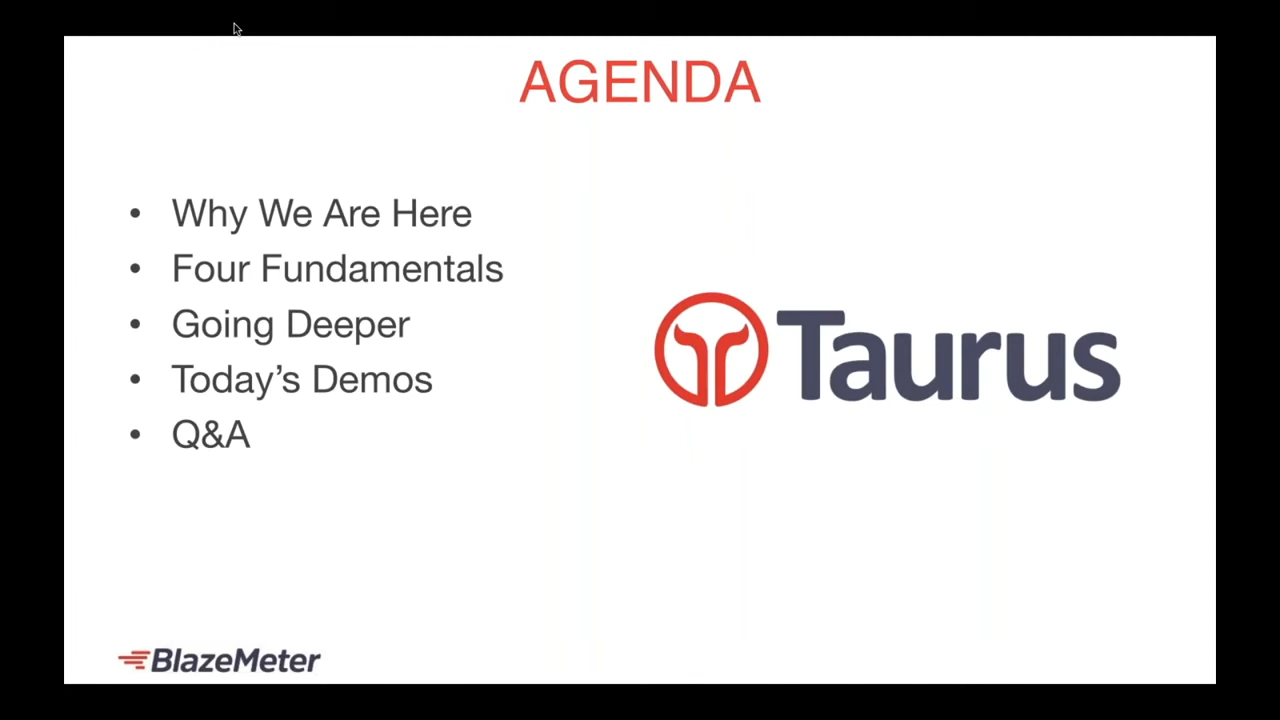 AGENDA
• Why We Are Here
• Four Fundamentals
• Going Deeper
• Today’s Demos
• Q&A
Taurus
BlazeMeter